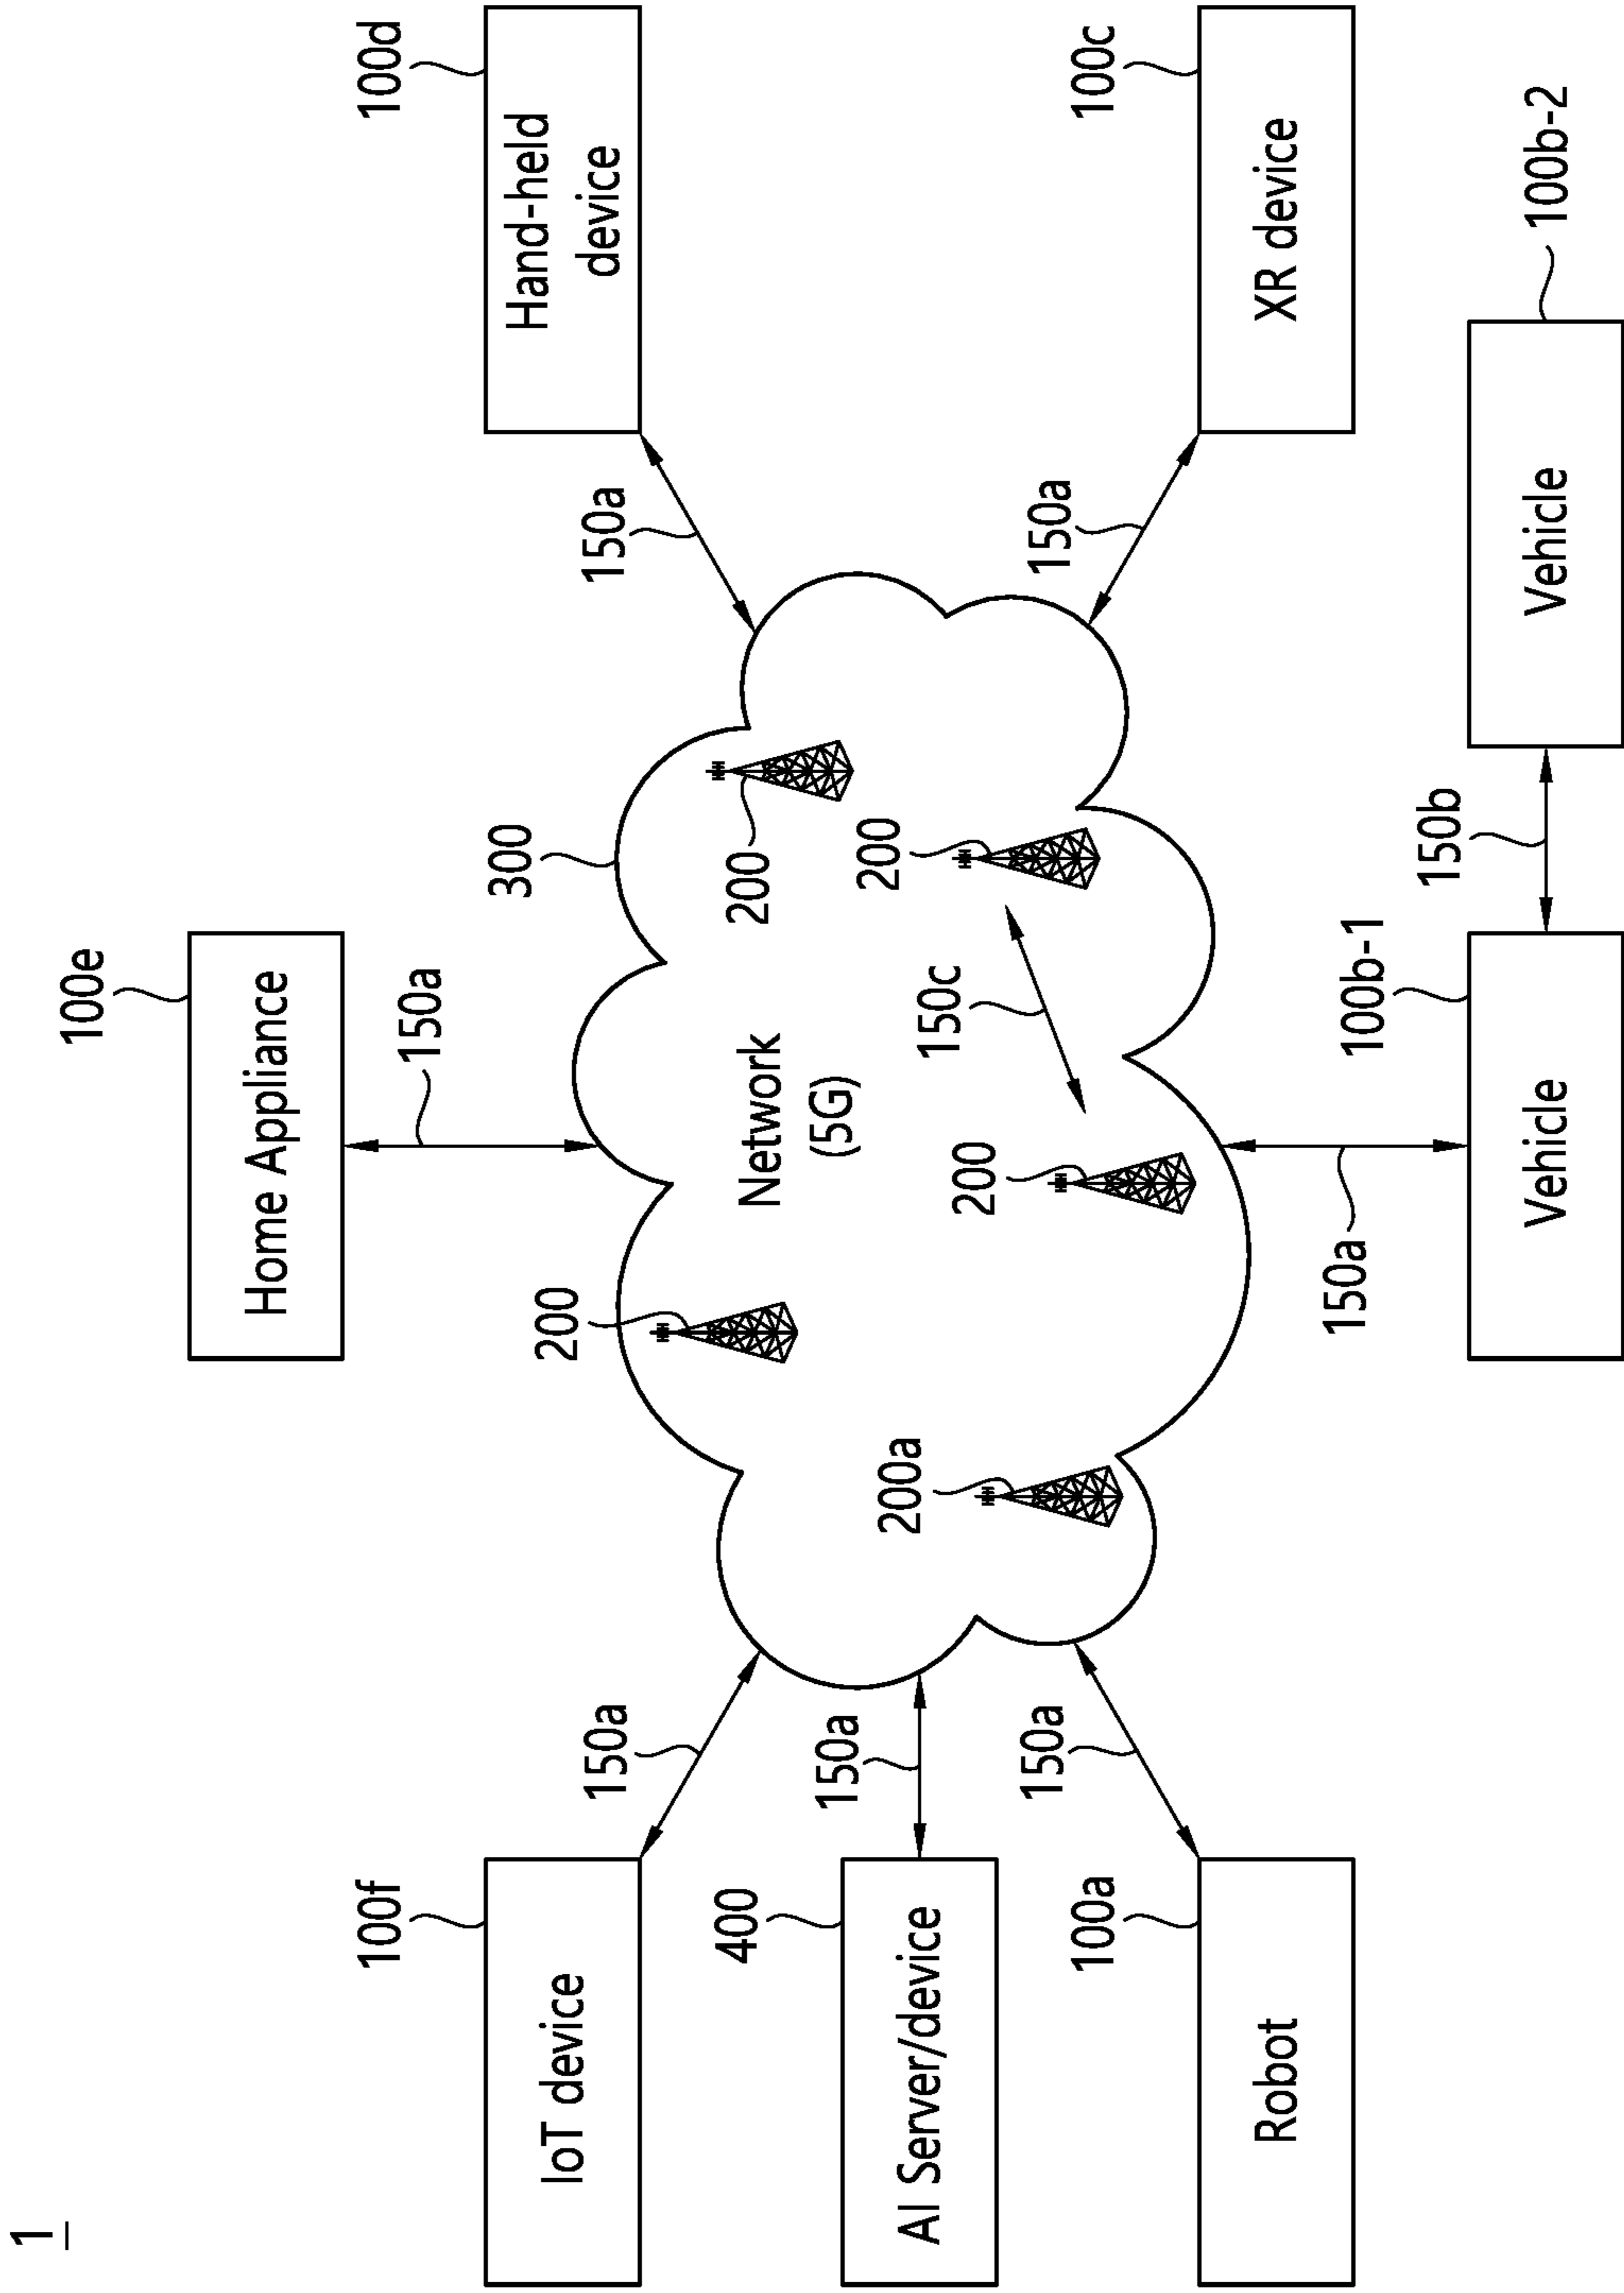 1
100e
Home Appliance
150a
100f
IoT device
150a
300
100d
Hand-held
device
150a
200
Network
(5G)
200
400
AI Server/device
150a
200a
200
150c
200
100a
Robot
150a
150a
100c
XR device
150a
100b-1
Vehicle
150b
100b-2
Vehicle